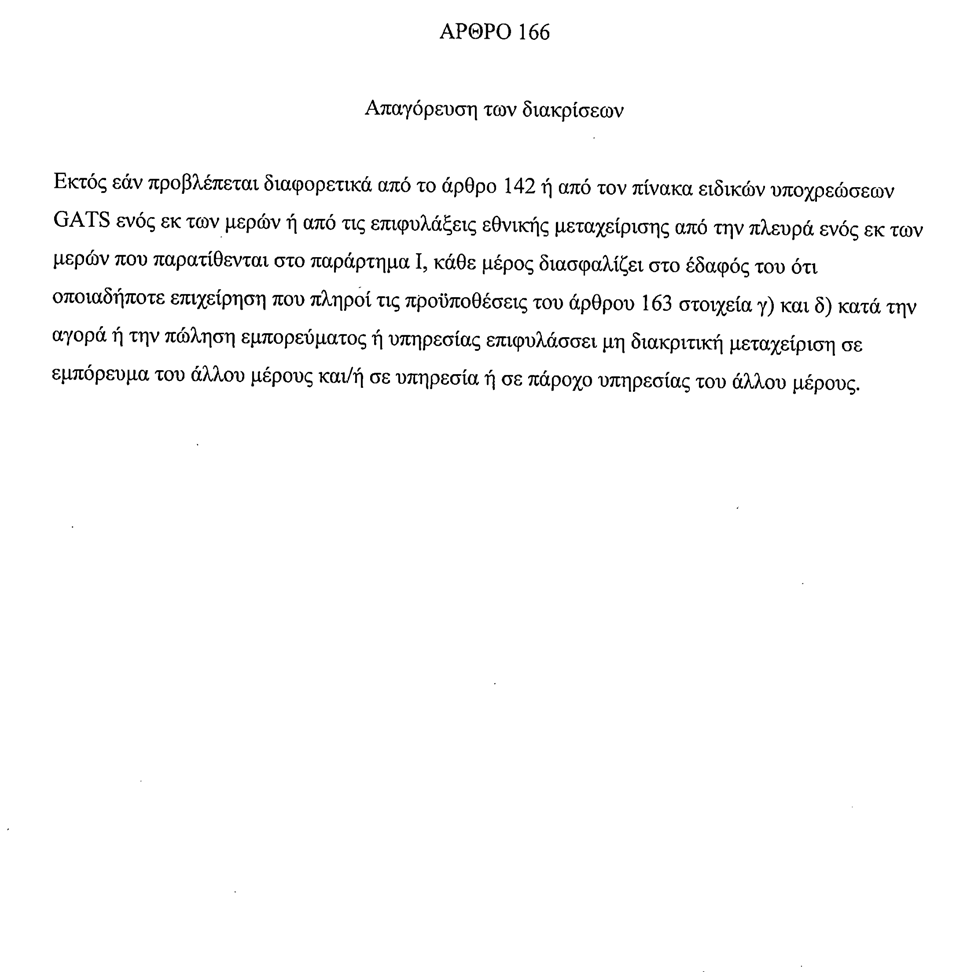 ΑΡΘΡΟ 166
Απαγόρευση των διακρίσεων
Εκτός εάν προβλέπεται διαφορετικά από το άρθρο 142 ή από τον πίνακα ειδικών υποχρεώσεων
GATS ενός εκ των μερών ή από τις επιφυλάξεις εθνικής μεταχείρισης από την πλευρά ενός εκ των
μερών που παρατίθενται στο παράρτημα Ι, κάθε μέρος διασφαλίζει στο έδαφός του ότι
οποιαδήποτε επιχείρηση που πληροί τις προϋποθέσεις του άρθρου 163 στοιχεία γ) και δ) κατά την
αγορά ή την πώληση εμπορεύματος ή υπηρεσίας επιφυλάσσει μη διακριτική μεταχείριση σε
εμπόρευμα του άλλου μέρους και/ή σε υπηρεσία ή σε πάροχο υπηρεσίας του άλλου μέρους.